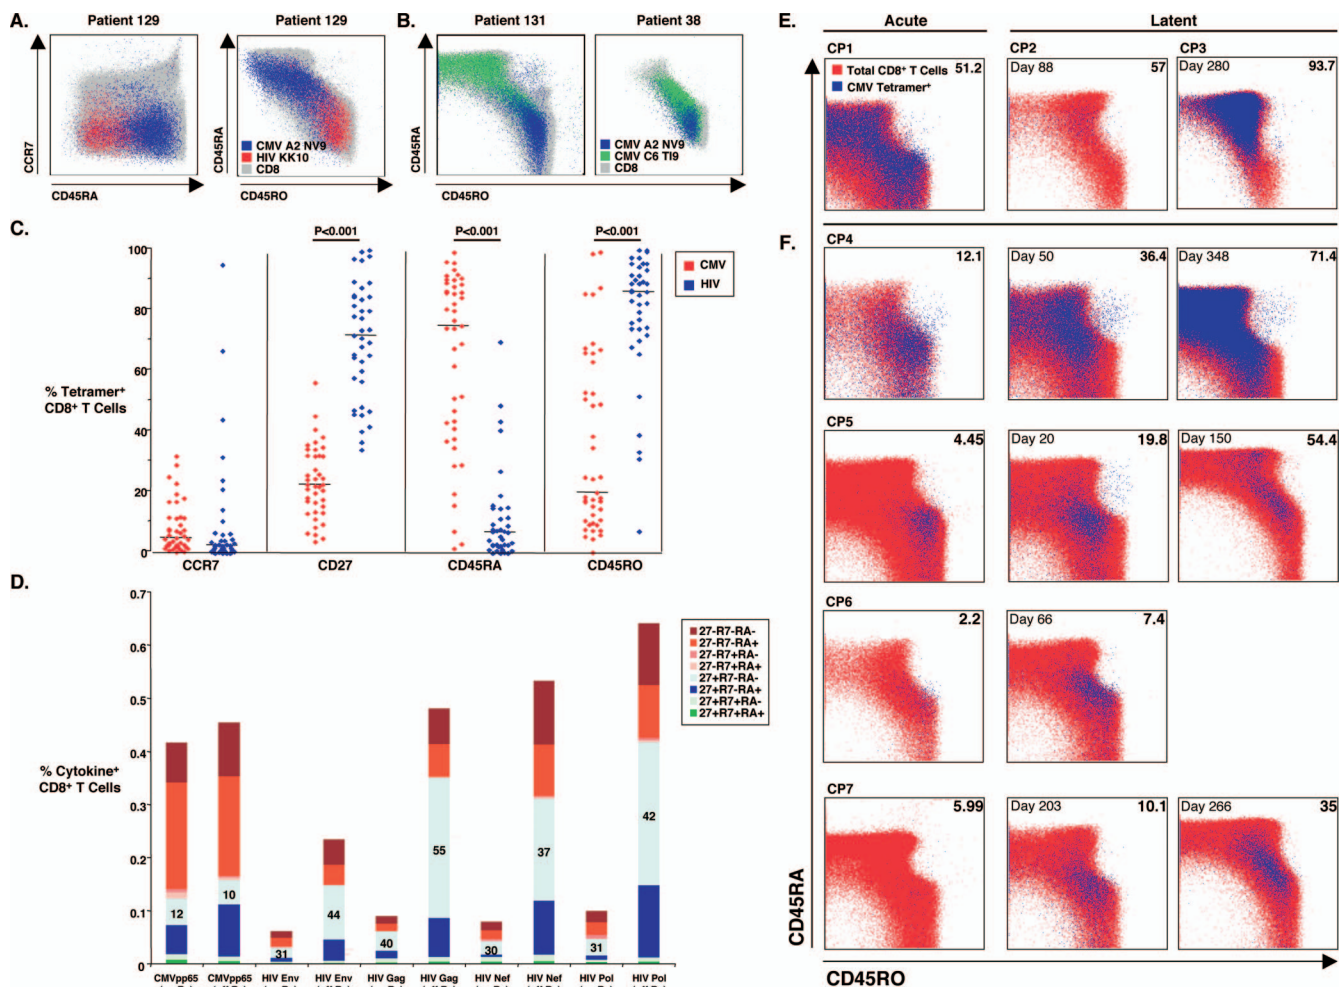 A.
Patient 129
Patient 129
B.
Patient 131
Patient 38
CCR7
CD45RA
CD45RA
CMV A2 NV9
HIV KK10
CD8
CD45RO
CD45RA
CD45RO
CMV A2 NV9
CMV C6 TI9
CD8
C.
P<0.001
P<0.001
P<0.001
CMV
HIV
100
80
60
40
20
0
% Tetramer+
CD8+ T Cells
CCR7
CD27
CD45RA
CD45RO
D.
0.7
0.6
0.5
0.4
0.3
0.2
0.1
0
% Cytokine+
CD8+ T Cells
27-R7-RA-
27-R7-RA+
27-R7+RA-
27-R7+RA+
27+R7-RA-
27+R7-RA+
27+R7+RA-
27+R7+RA+
12
10
31
44
40
55
30
37
31
42
CMVpp65
CMVpp65
HIV Env
HIV Env
HIV Gag
HIV Gag
HIV Nef
HIV Nef
HIV Pol
HIV Pol
E.
Acute
Latent
CP1
Total CD8+ T Cells
CMV Tetramer+
51.2
CP2
Day 88
57
CP3
Day 280
93.7
F.
CP4
12.1
Day 50
36.4
Day 348
71.4
CP5
4.45
Day 20
19.8
Day 150
54.4
CP6
2.2
Day 66
7.4
CP7
5.99
Day 203
10.1
Day 266
35
CD45RA
CD45RO